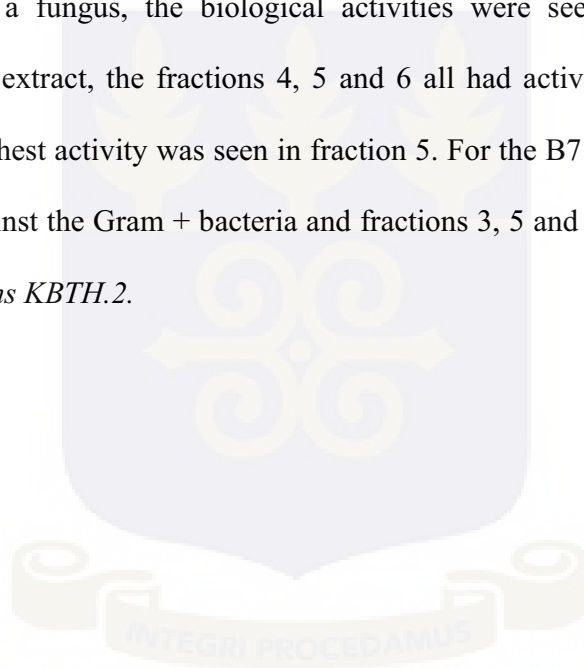 a fungus, the biological activities were see
extract, the fractions 4, 5 and 6 all had activ
hest activity was seen in fraction 5. For the B7
inst the Gram + bacteria and fractions 3, 5 and
ns KBTH.2.
INTEGRI PROCEDAMUS